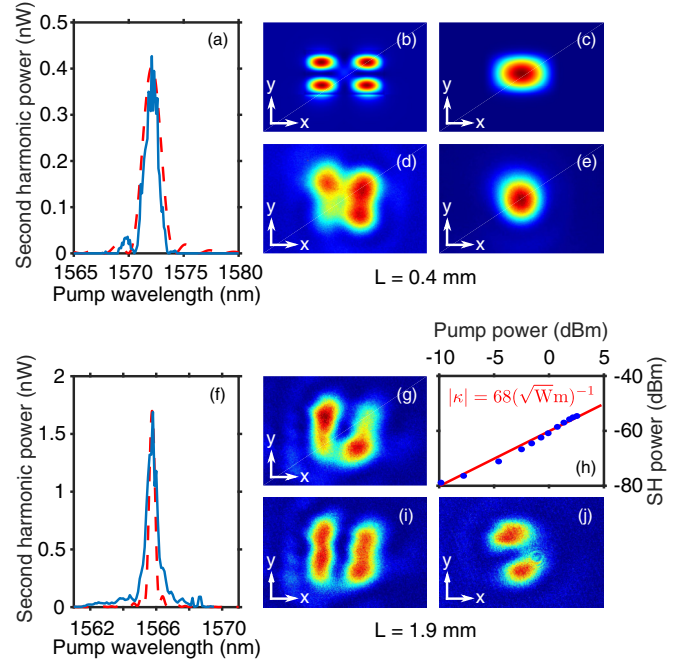 Second harmonic power (nW)
0.5
0.4
0.3
0.2
0.1
0
(a)
1565 1570 1575 1580
Pump wavelength (nm)
(b)
y
x
(c)
y
x
(d)
y
x
(e)
y
x
L = 0.4 mm
Second harmonic power (nW)
2
1.5
1
0.5
0
(f)
1562 1566 1570
Pump wavelength (nm)
(g)
y
x
Pump power (dBm)
-10 -5 0 5
|κ| = 68(√Wm)⁻¹
(h)
-40
-60
-80
SH power (dBm)
(i)
y
x
(j)
y
x
L = 1.9 mm